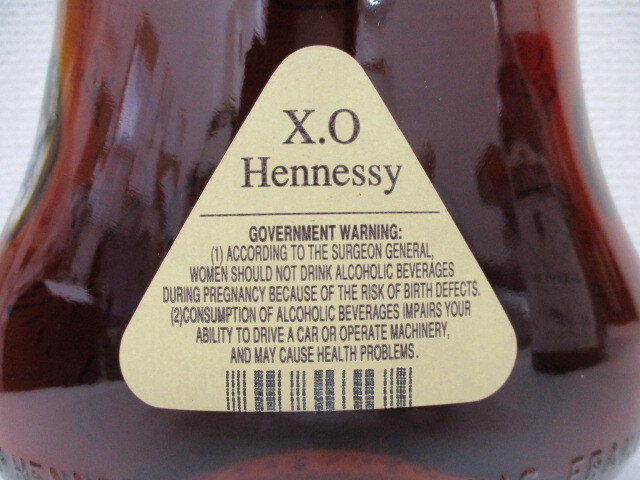 X.O
Hennessy
GOVERNMENT WARNING:
(1) ACCORDING TO THE SURGEON GENERAL,
WOMEN SHOULD NOT DRINK ALCOHOLIC BEVERAGES
DURING PREGNANCY BECAUSE OF THE RISK OF BIRTH DEFECTS.
(2)CONSUMPTION OF ALCOHOLIC BEVERAGES IMPAIRS YOUR
ABILITY TO DRIVE A CAR OR OPERATE MACHINERY,
AND MAY CAUSE HEALTH PROBLEMS.